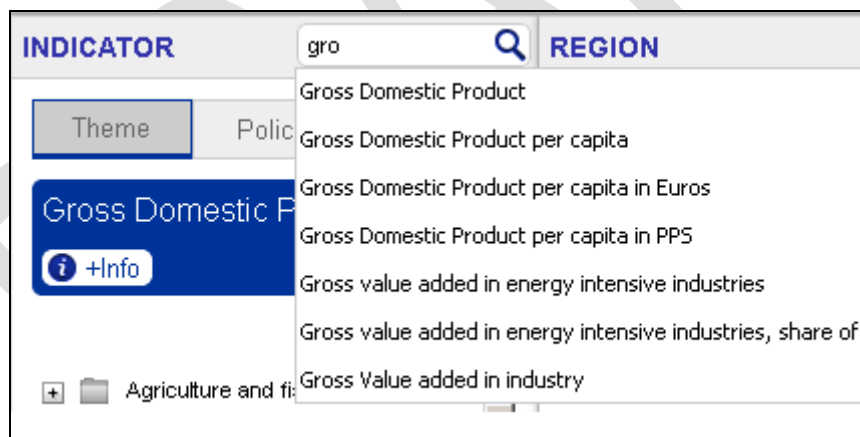 INDICATOR gro REGION
Gross Domestic Product
Theme Polic
Gross Domestic Product per capita
Gross Domestic Product per capita in Euros
Gross Domestic P
Gross Domestic Product per capita in PPS
+Info
Gross value added in energy intensive industries
Gross value added in energy intensive industries, share of
Gross Value added in industry
Agriculture and fi